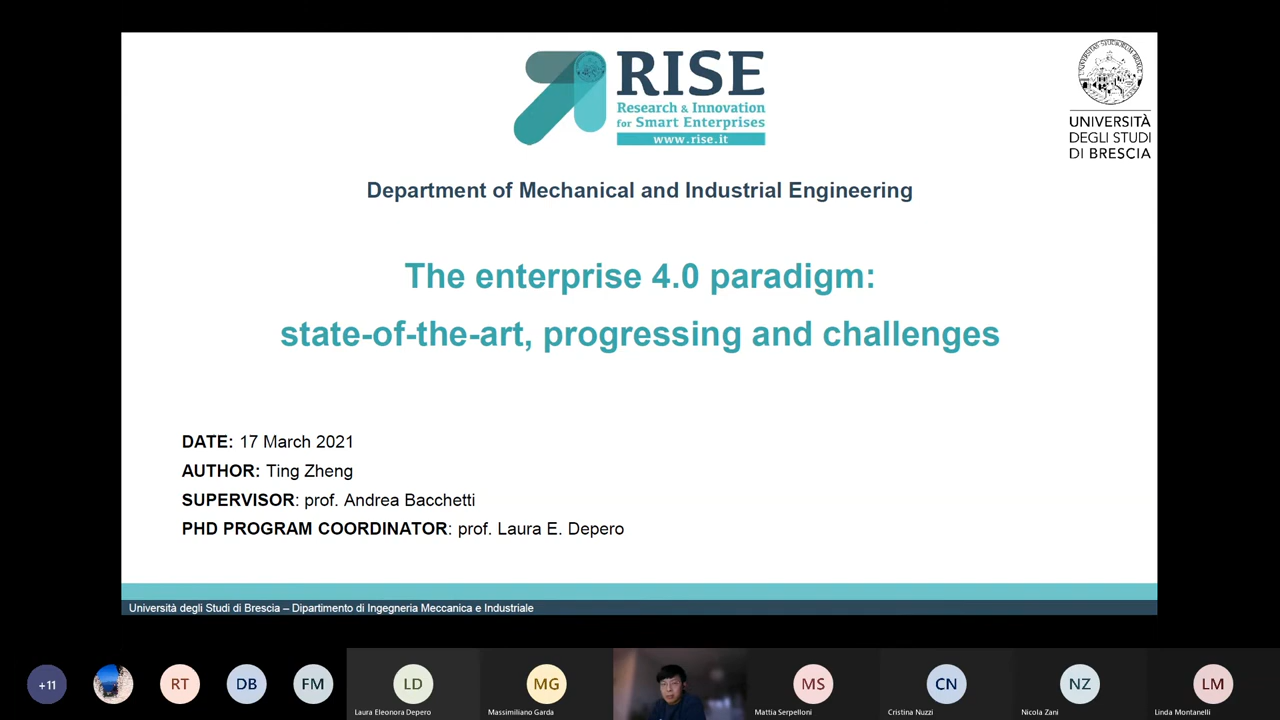 RISE
Research & Innovation
for Smart Enterprises
www.rise.it
UNIVERSITÀ
DEGLI STUDI
DI BRESCIA
Department of Mechanical and Industrial Engineering
The enterprise 4.0 paradigm:
state-of-the-art, progressing and challenges
DATE: 17 March 2021
AUTHOR: Ting Zheng
SUPERVISOR: prof. Andrea Bacchetti
PHD PROGRAM COORDINATOR: prof. Laura E. Depero
Università degli Studi di Brescia – Dipartimento di Ingegneria Meccanica e Industriale
+11
RT
DB
FM
LD
MG
MS
CN
NZ
LM
Laura Eleonora Depero
Massimiliano Garda
Mattia Serpelloni
Cristina Nuzzi
Nicola Zani
Linda Montanelli